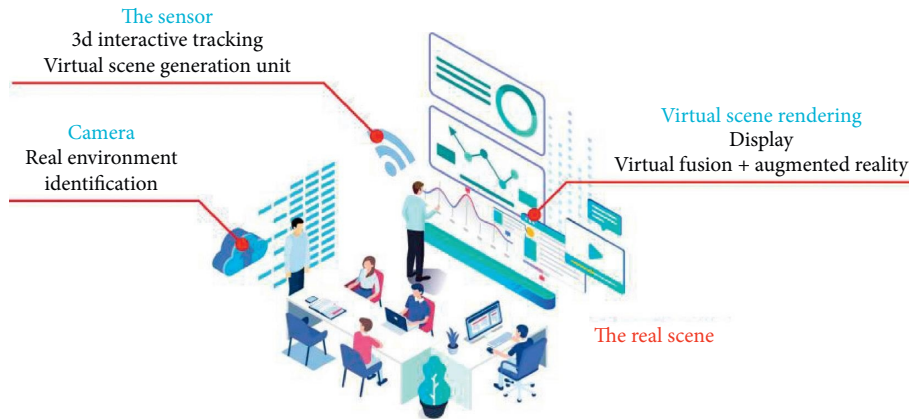 The sensor
3d interactive tracking
Virtual scene generation unit
Camera
Real environment
identification
Virtual scene rendering
Display
Virtual fusion + augmented reality
The real scene